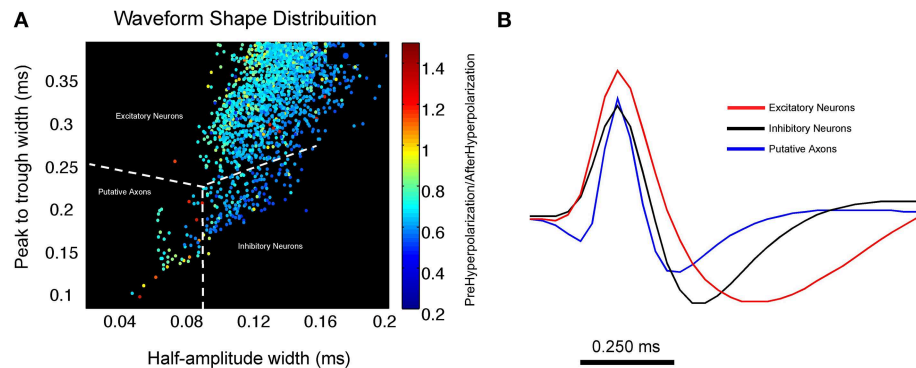 A
Waveform Shape Distribuition
Peak to trough width (ms)
0.35
0.3
0.25
0.2
0.15
0.1
Excitatory Neurons
Putative Axons
Inhibitory Neurons
0.04
0.08
0.12
0.16
0.2
Half-amplitude width (ms)
1.4
1.2
1
0.8
0.6
0.4
0.2
PreHyperpolarization/AfterHyperpolarization
B
Excitatory Neurons
Inhibitory Neurons
Putative Axons
0.250 ms